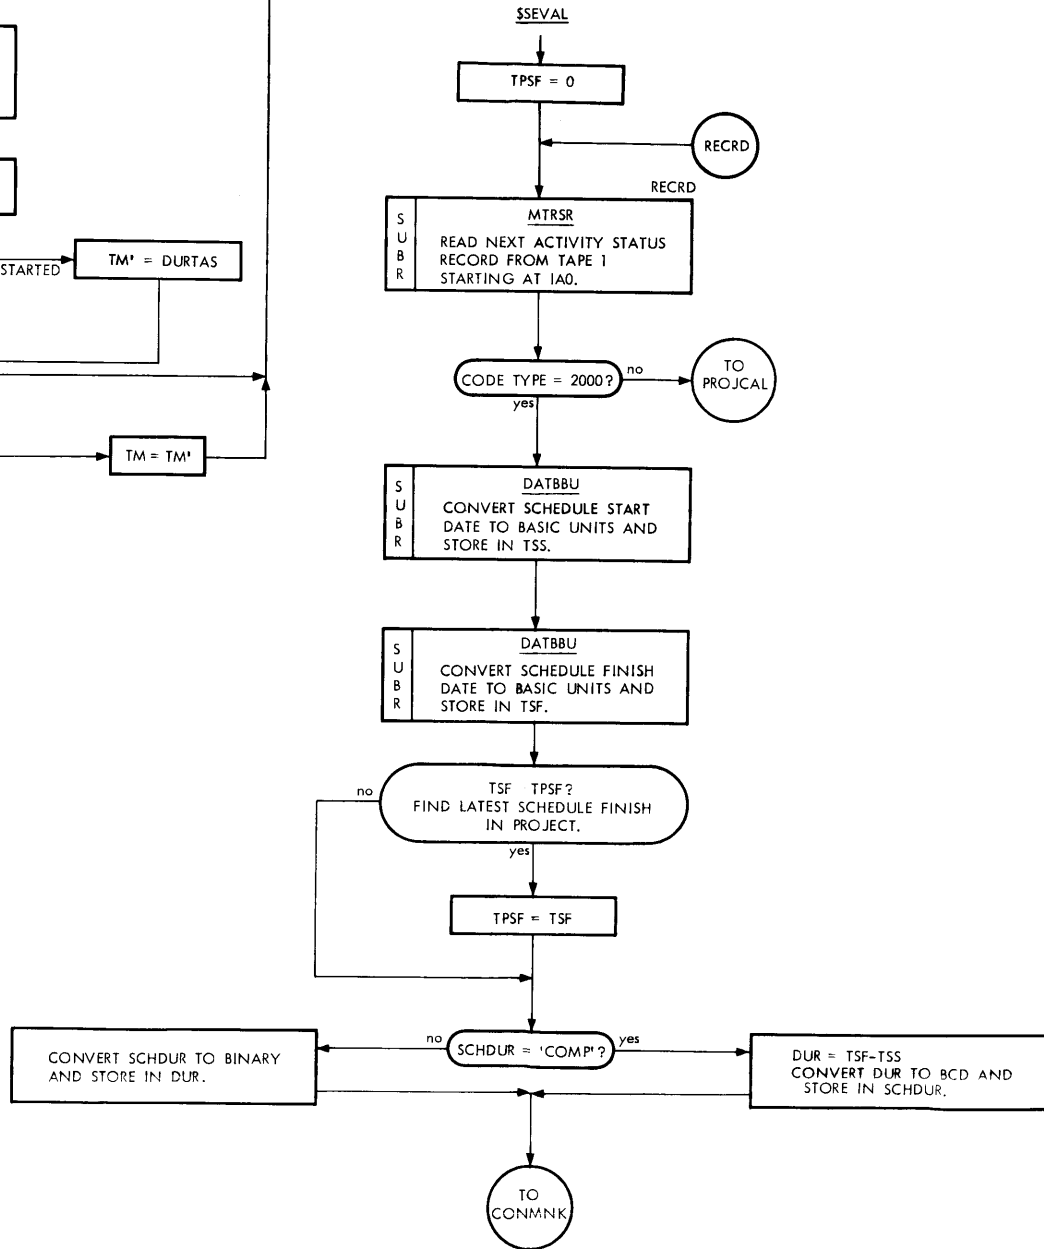 $SEVAL
TPSF = 0
RECRD
RECRD
SUBR
MTRSR
READ NEXT ACTIVITY STATUS
RECORD FROM TAPE 1
STARTING AT IA0.
STARTED
TM' = DURTAS
CODE TYPE = 2000?
no
TO
PROJCAL
yes
TM = TM'
SUBR
DATBBU
CONVERT SCHEDULE START
DATE TO BASIC UNITS AND
STORE IN TSS.
SUBR
DATBBU
CONVERT SCHEDULE FINISH
DATE TO BASIC UNITS AND
STORE IN TSF.
no
TSF TPSF?
FIND LATEST SCHEDULE FINISH
IN PROJECT.
yes
TPSF = TSF
no
SCHDUR = 'COMP'?
yes
CONVERT SCHDUR TO BINARY
AND STORE IN DUR.
DUR = TSF-TSS
CONVERT DUR TO BCD AND
STORE IN SCHDUR.
TO
CONMNK